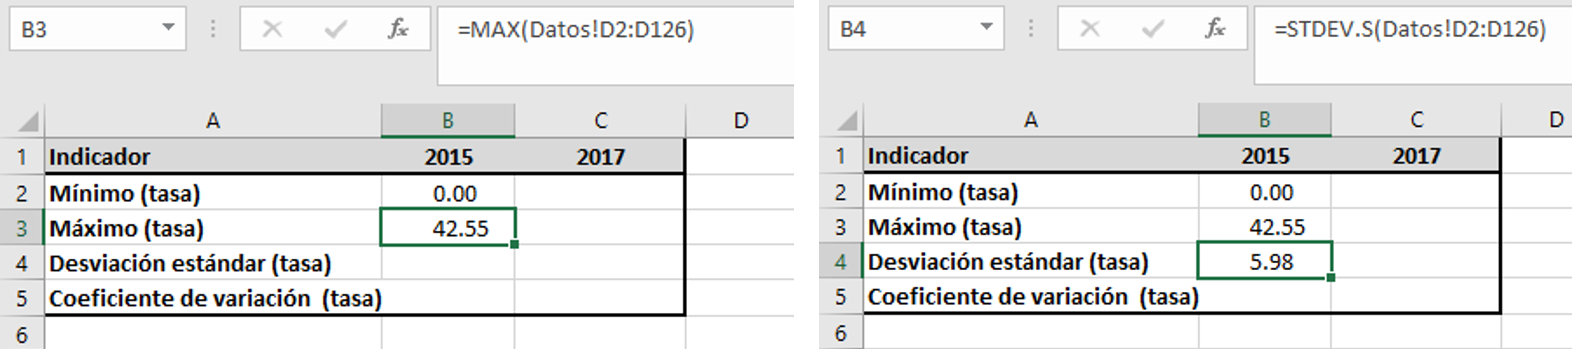 B3 fx =MAX(Datos!D2:D126)
A B C D
1 Indicador 2015 2017
2 Mínimo (tasa) 0.00
3 Máximo (tasa) 42.55
4 Desviación estándar (tasa)
5 Coeficiente de variación (tasa)
6
B4 fx =STDEV.S(Datos!D2:D126)
A B C D
1 Indicador 2015 2017
2 Mínimo (tasa) 0.00
3 Máximo (tasa) 42.55
4 Desviación estándar (tasa) 5.98
5 Coeficiente de variación (tasa)
6